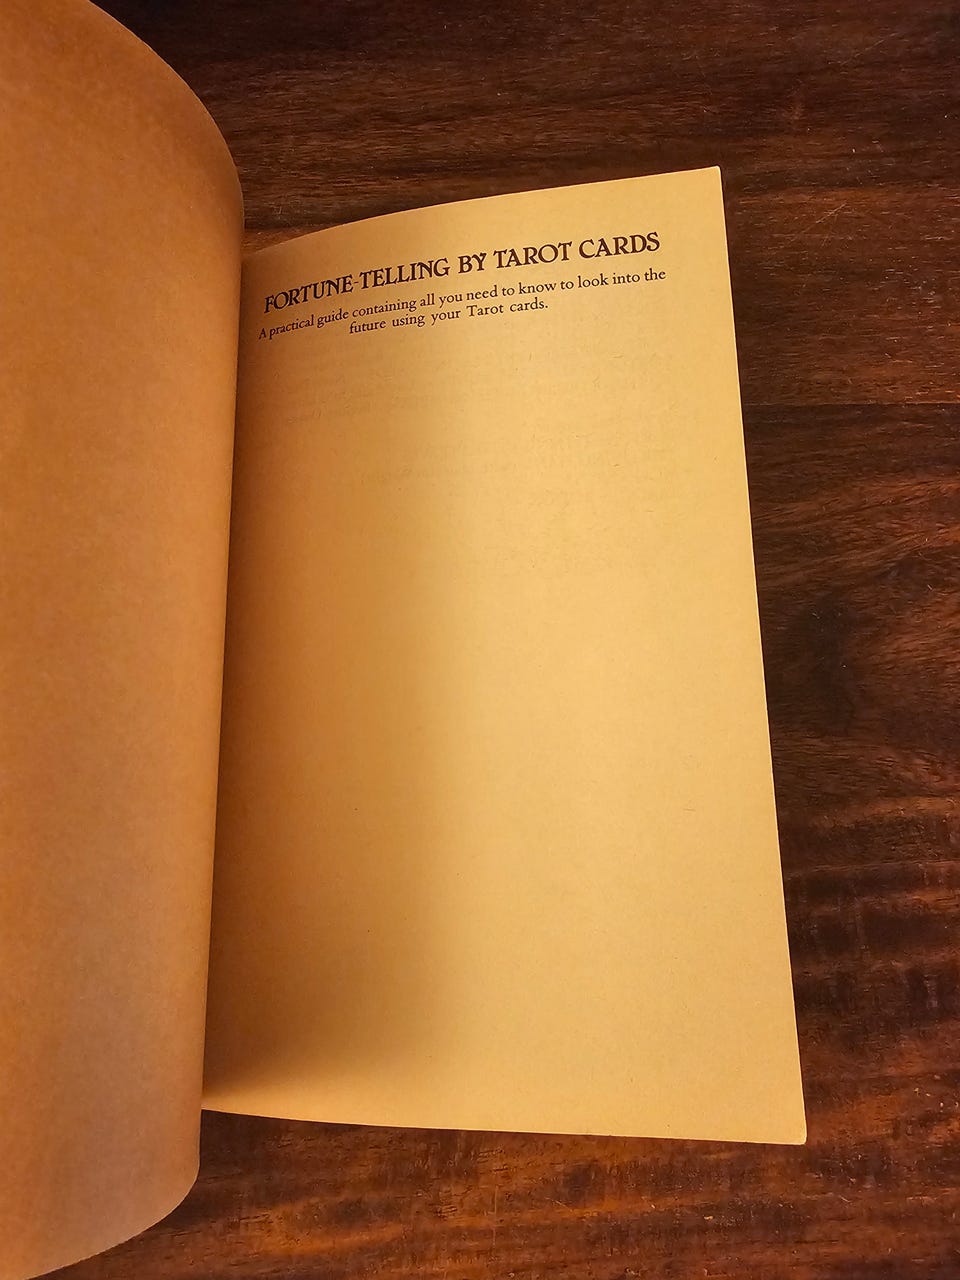 FORTUNE-TELLING BY TAROT CARDS
A practical guide containing all you need to know to look into the
future using your Tarot cards.